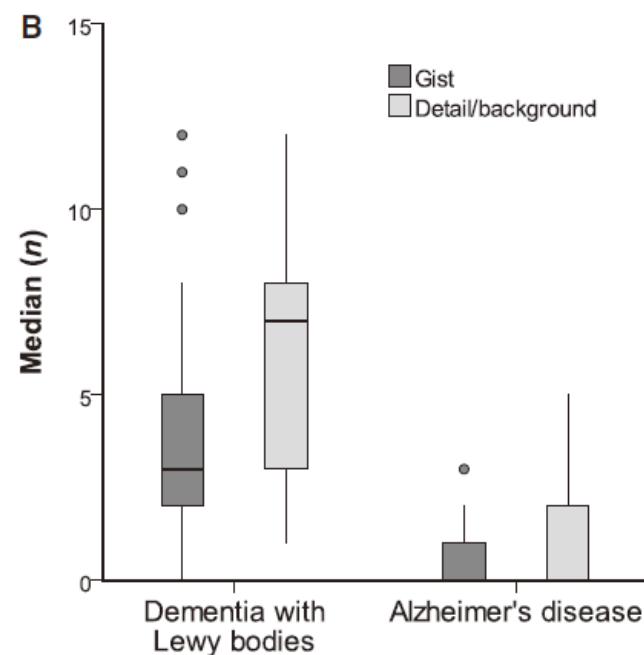 B
15
Gist
Detail/background
10
Median (n)
5
0
Dementia with
Lewy bodies
Alzheimer's disease